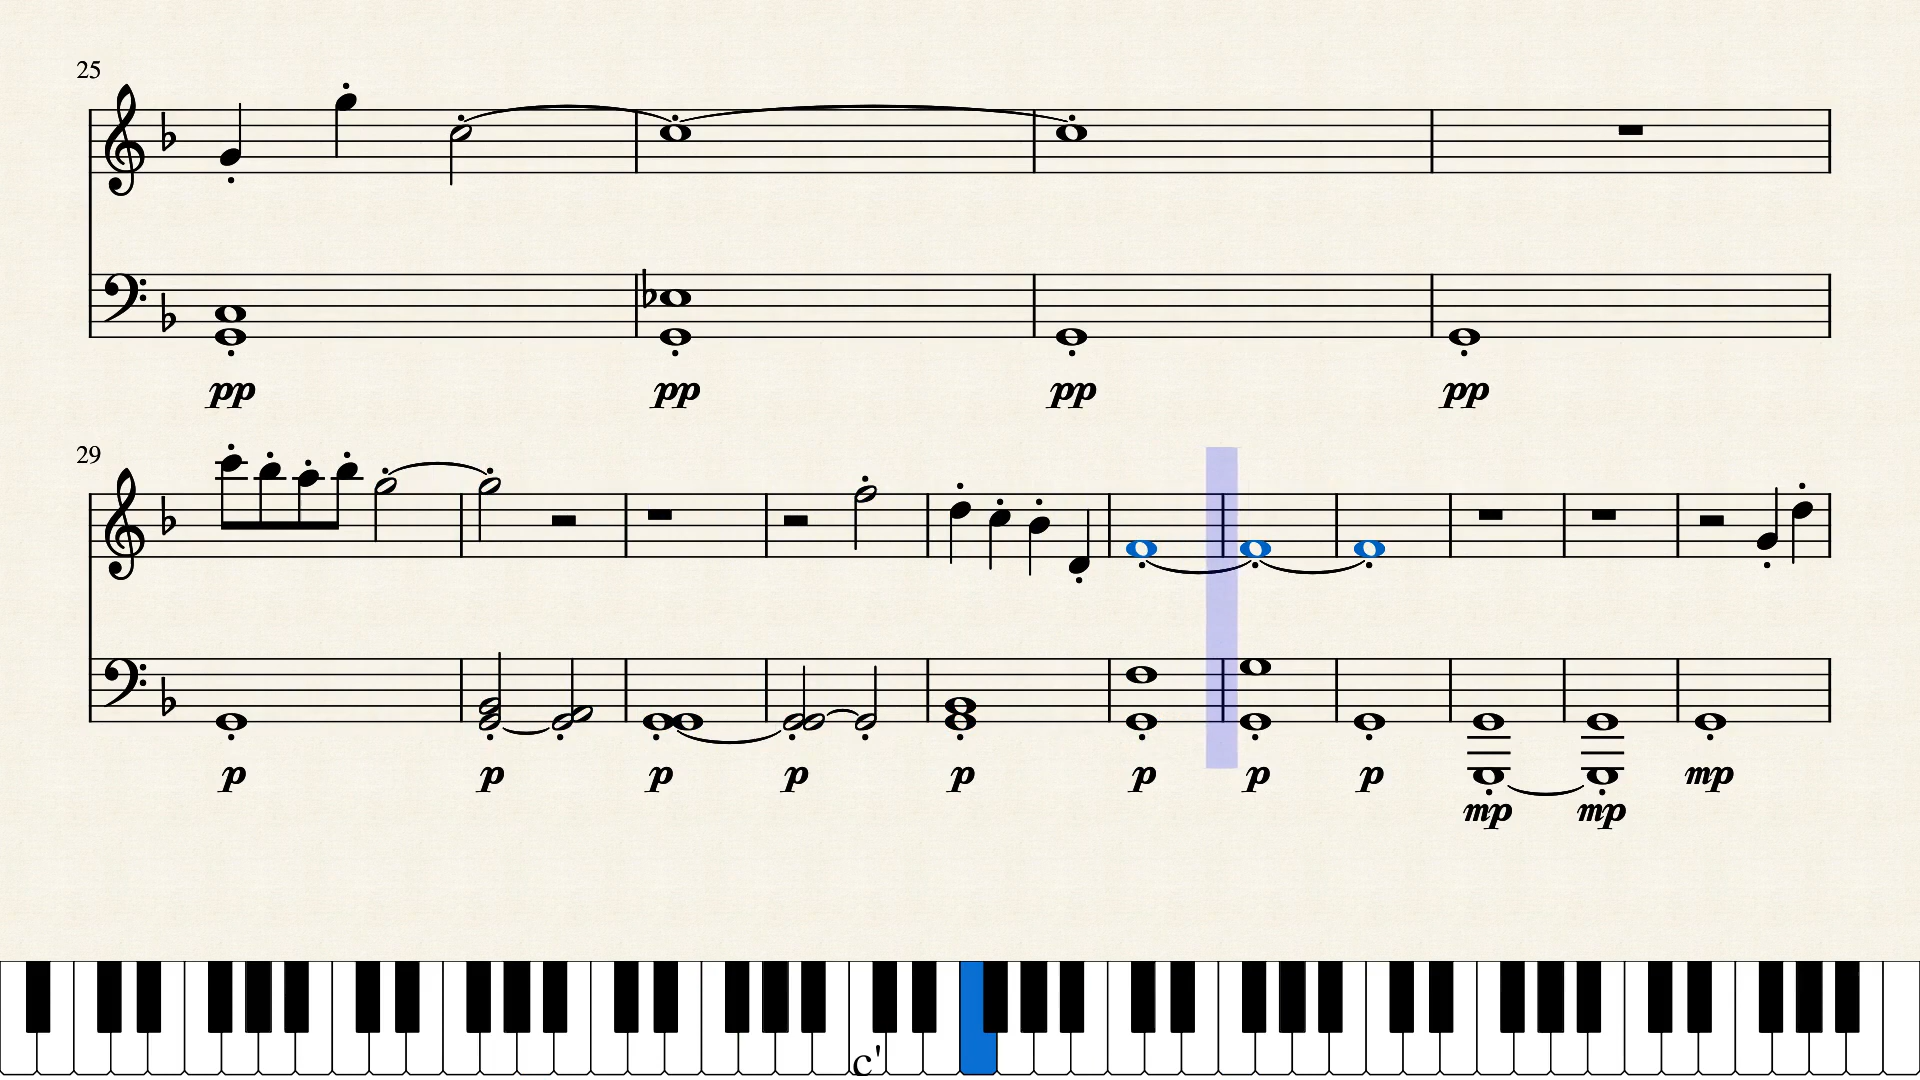 25
pp pp pp pp
29
p p p p p p p p mp
mp mp
c'